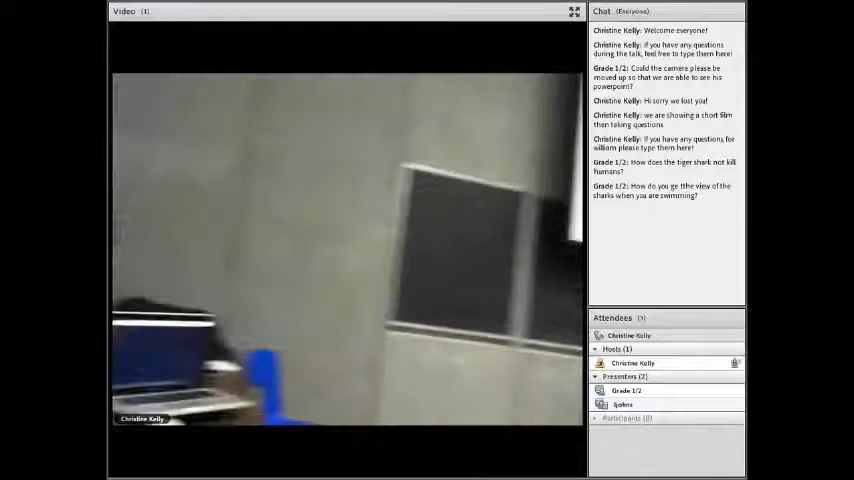 Video (1)
Chat (Everyone)
Christine Kelly: Welcome everyone!
Christine Kelly: If you have any questions
during the talk, feel free to type them here!
Grade 1/2: Could the camera please be
moved up so that we are able to see his
powerpoint?
Christine Kelly: Hi sorry we lost you!
Christine Kelly: we are showing a short film
then taking questions
Christine Kelly: If you have any questions for
william please type them here!
Grade 1/2: How does the tiger shark not kill
humans?
Grade 1/2: How do you ge tthe view of the
sharks when you are swimming?
Attendees (3)
Christine Kelly
Hosts (1)
Christine Kelly
Presenters (2)
Grade 1/2
ljohns
Participants (0)
Christine Kelly